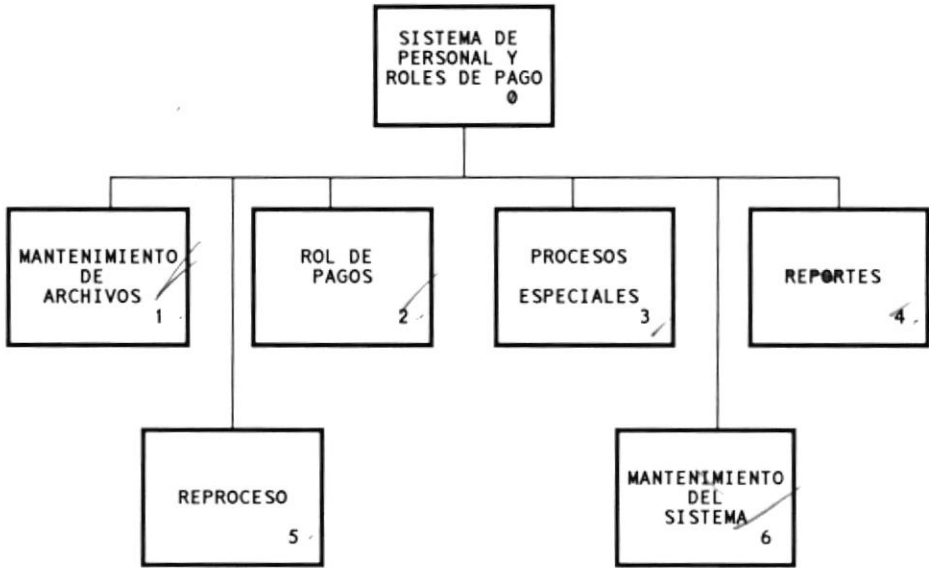 SISTEMA DE
PERSONAL Y
ROLES DE PAGO
0
MANTENIMIENTO
DE
ARCHIVOS
1
ROL DE
PAGOS
2
PROCESOS
ESPECIALES
3
REPORTES
4
REPROCESO
5
MANTENIMIENTO
DEL
SISTEMA
6